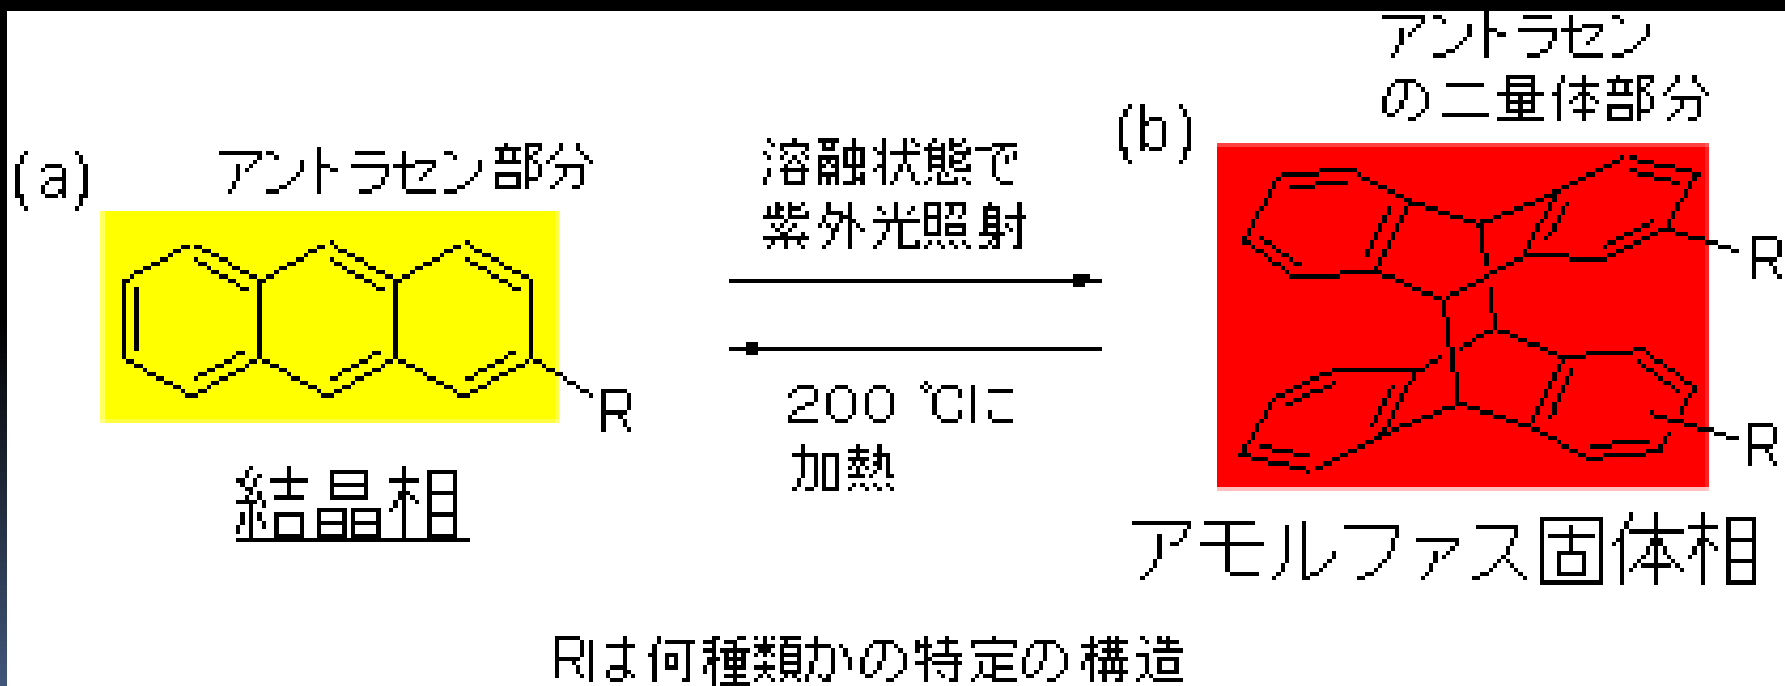 アントラセン
の二量体部分
(a)
アントラセン部分
溶融状態で
紫外光照射
(b)
R
R
R
200 ℃に
加熱
結晶相
アモルファス固体相
Rは何種類かの特定の構造